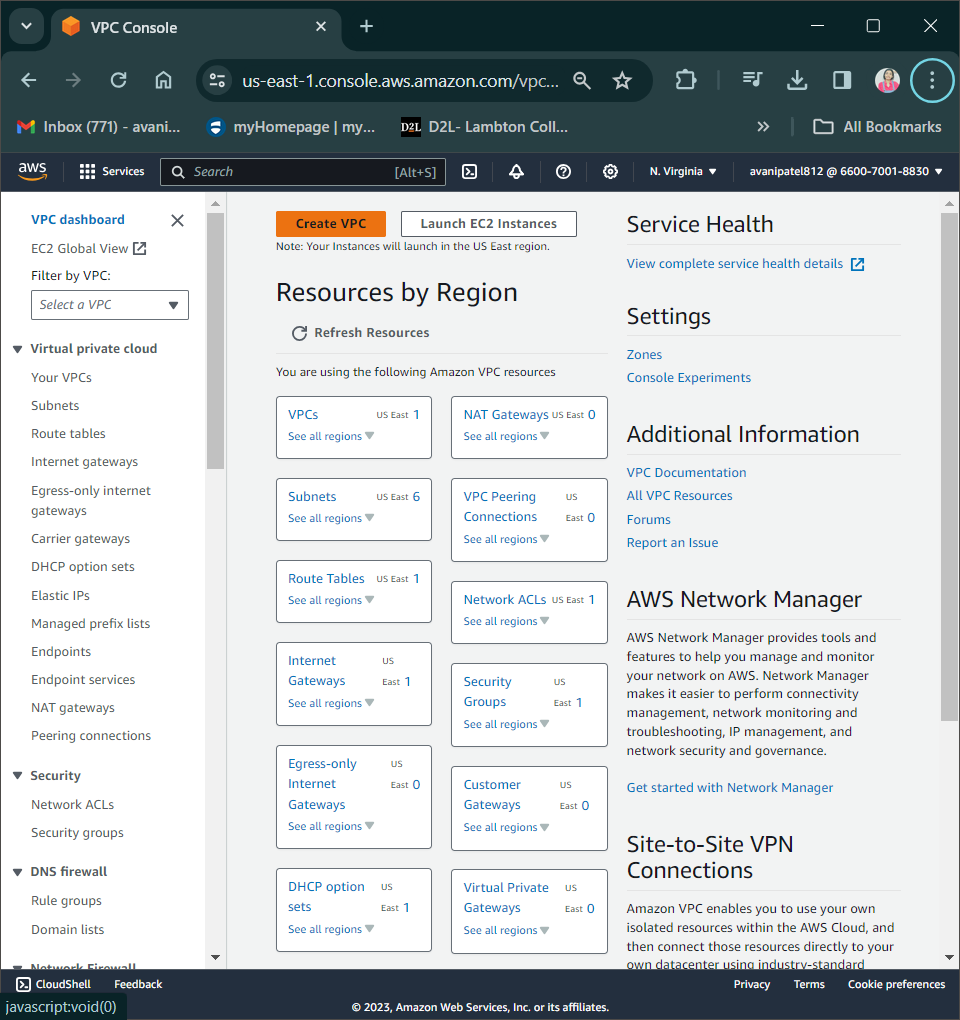 VPC Console
us-east-1.console.aws.amazon.com/vpc...
Inbox (771) - avani...
myHomepage | my...
D2L
D2L- Lambton Coll...
All Bookmarks
aws
Services
Search
[Alt+S]
N. Virginia
avanipatel812 @ 6600-7001-8830
VPC dashboard
EC2 Global View
Filter by VPC:
Select a VPC
Virtual private cloud
Your VPCs
Subnets
Route tables
Internet gateways
Egress-only internet
gateways
Carrier gateways
DHCP option sets
Elastic IPs
Managed prefix lists
Endpoints
Endpoint services
NAT gateways
Peering connections
Security
Network ACLs
Security groups
DNS firewall
Rule groups
Domain lists
Network Firewall
Create VPC
Launch EC2 Instances
Note: Your Instances will launch in the US East region.
Resources by Region
Refresh Resources
You are using the following Amazon VPC resources
VPCs US East 1
See all regions
NAT Gateways US East 0
See all regions
Subnets US East 6
See all regions
VPC Peering US
Connections East 0
See all regions
Route Tables US East 1
See all regions
Network ACLs US East 1
See all regions
Internet US
Gateways East 1
See all regions
Security US
Groups East 1
See all regions
Egress-only US
Internet East 0
Gateways
See all regions
Customer US
Gateways East 0
See all regions
DHCP option US
sets East 1
See all regions
Virtual Private US
Gateways East 0
See all regions
Service Health
View complete service health details
Settings
Zones
Console Experiments
Additional Information
VPC Documentation
All VPC Resources
Forums
Report an Issue
AWS Network Manager
AWS Network Manager provides tools and
features to help you manage and monitor
your network on AWS. Network Manager
makes it easier to perform connectivity
management, network monitoring and
troubleshooting, IP management, and
network security and governance.
Get started with Network Manager
Site-to-Site VPN
Connections
Amazon VPC enables you to use your own
isolated resources within the AWS Cloud, and
then connect those resources directly to your
own datacenter using industry-standard
CloudShell
Feedback
Privacy
Terms
Cookie preferences
javascript:void(0)
© 2023, Amazon Web Services, Inc. or its affiliates.